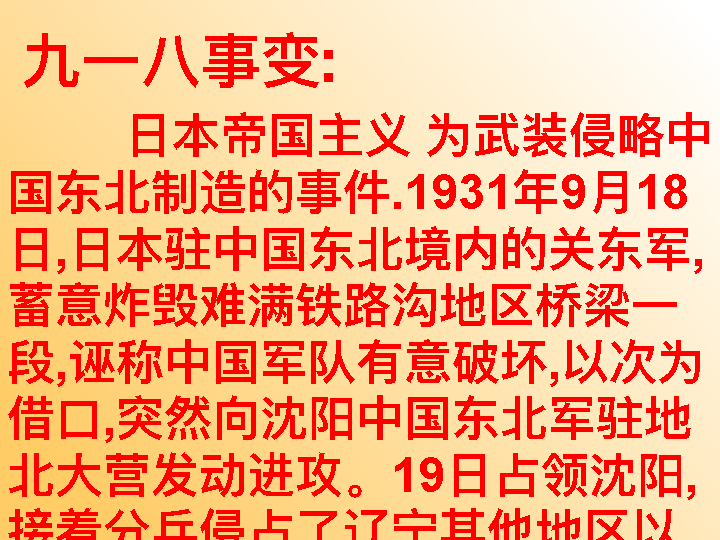 九一八事变:
日本帝国主义 为武装侵略中
国东北制造的事件.1931年9月18
日,日本驻中国东北境内的关东军,
蓄意炸毁难满铁路沟地区桥梁一
段,诬称中国军队有意破坏,以次为
借口,突然向沈阳中国东北军驻地
北大营发动进攻。19日占领沈阳,
接着分兵侵占了辽宁其他地区以